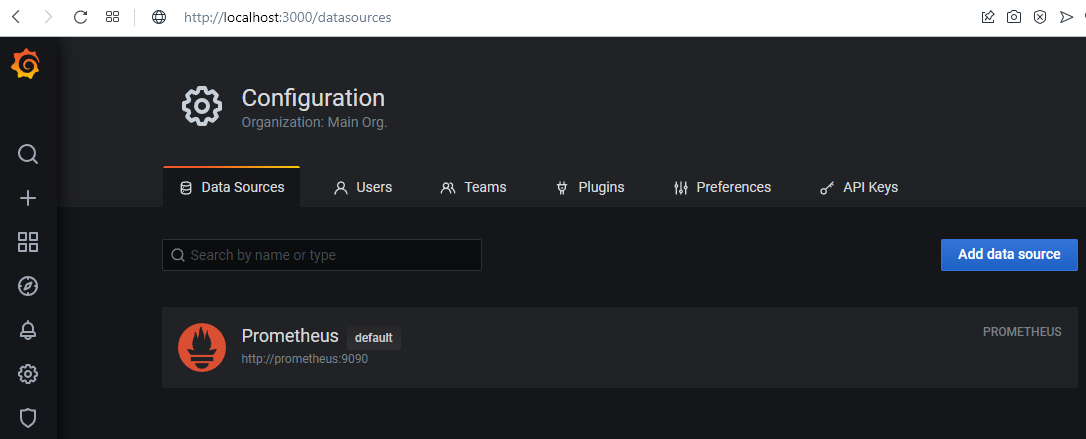 http://localhost:3000/datasources
Configuration
Organization: Main Org.
Data Sources Users Teams Plugins Preferences API Keys
Search by name or type Add data source
Prometheus default PROMETHEUS
http://prometheus:9090